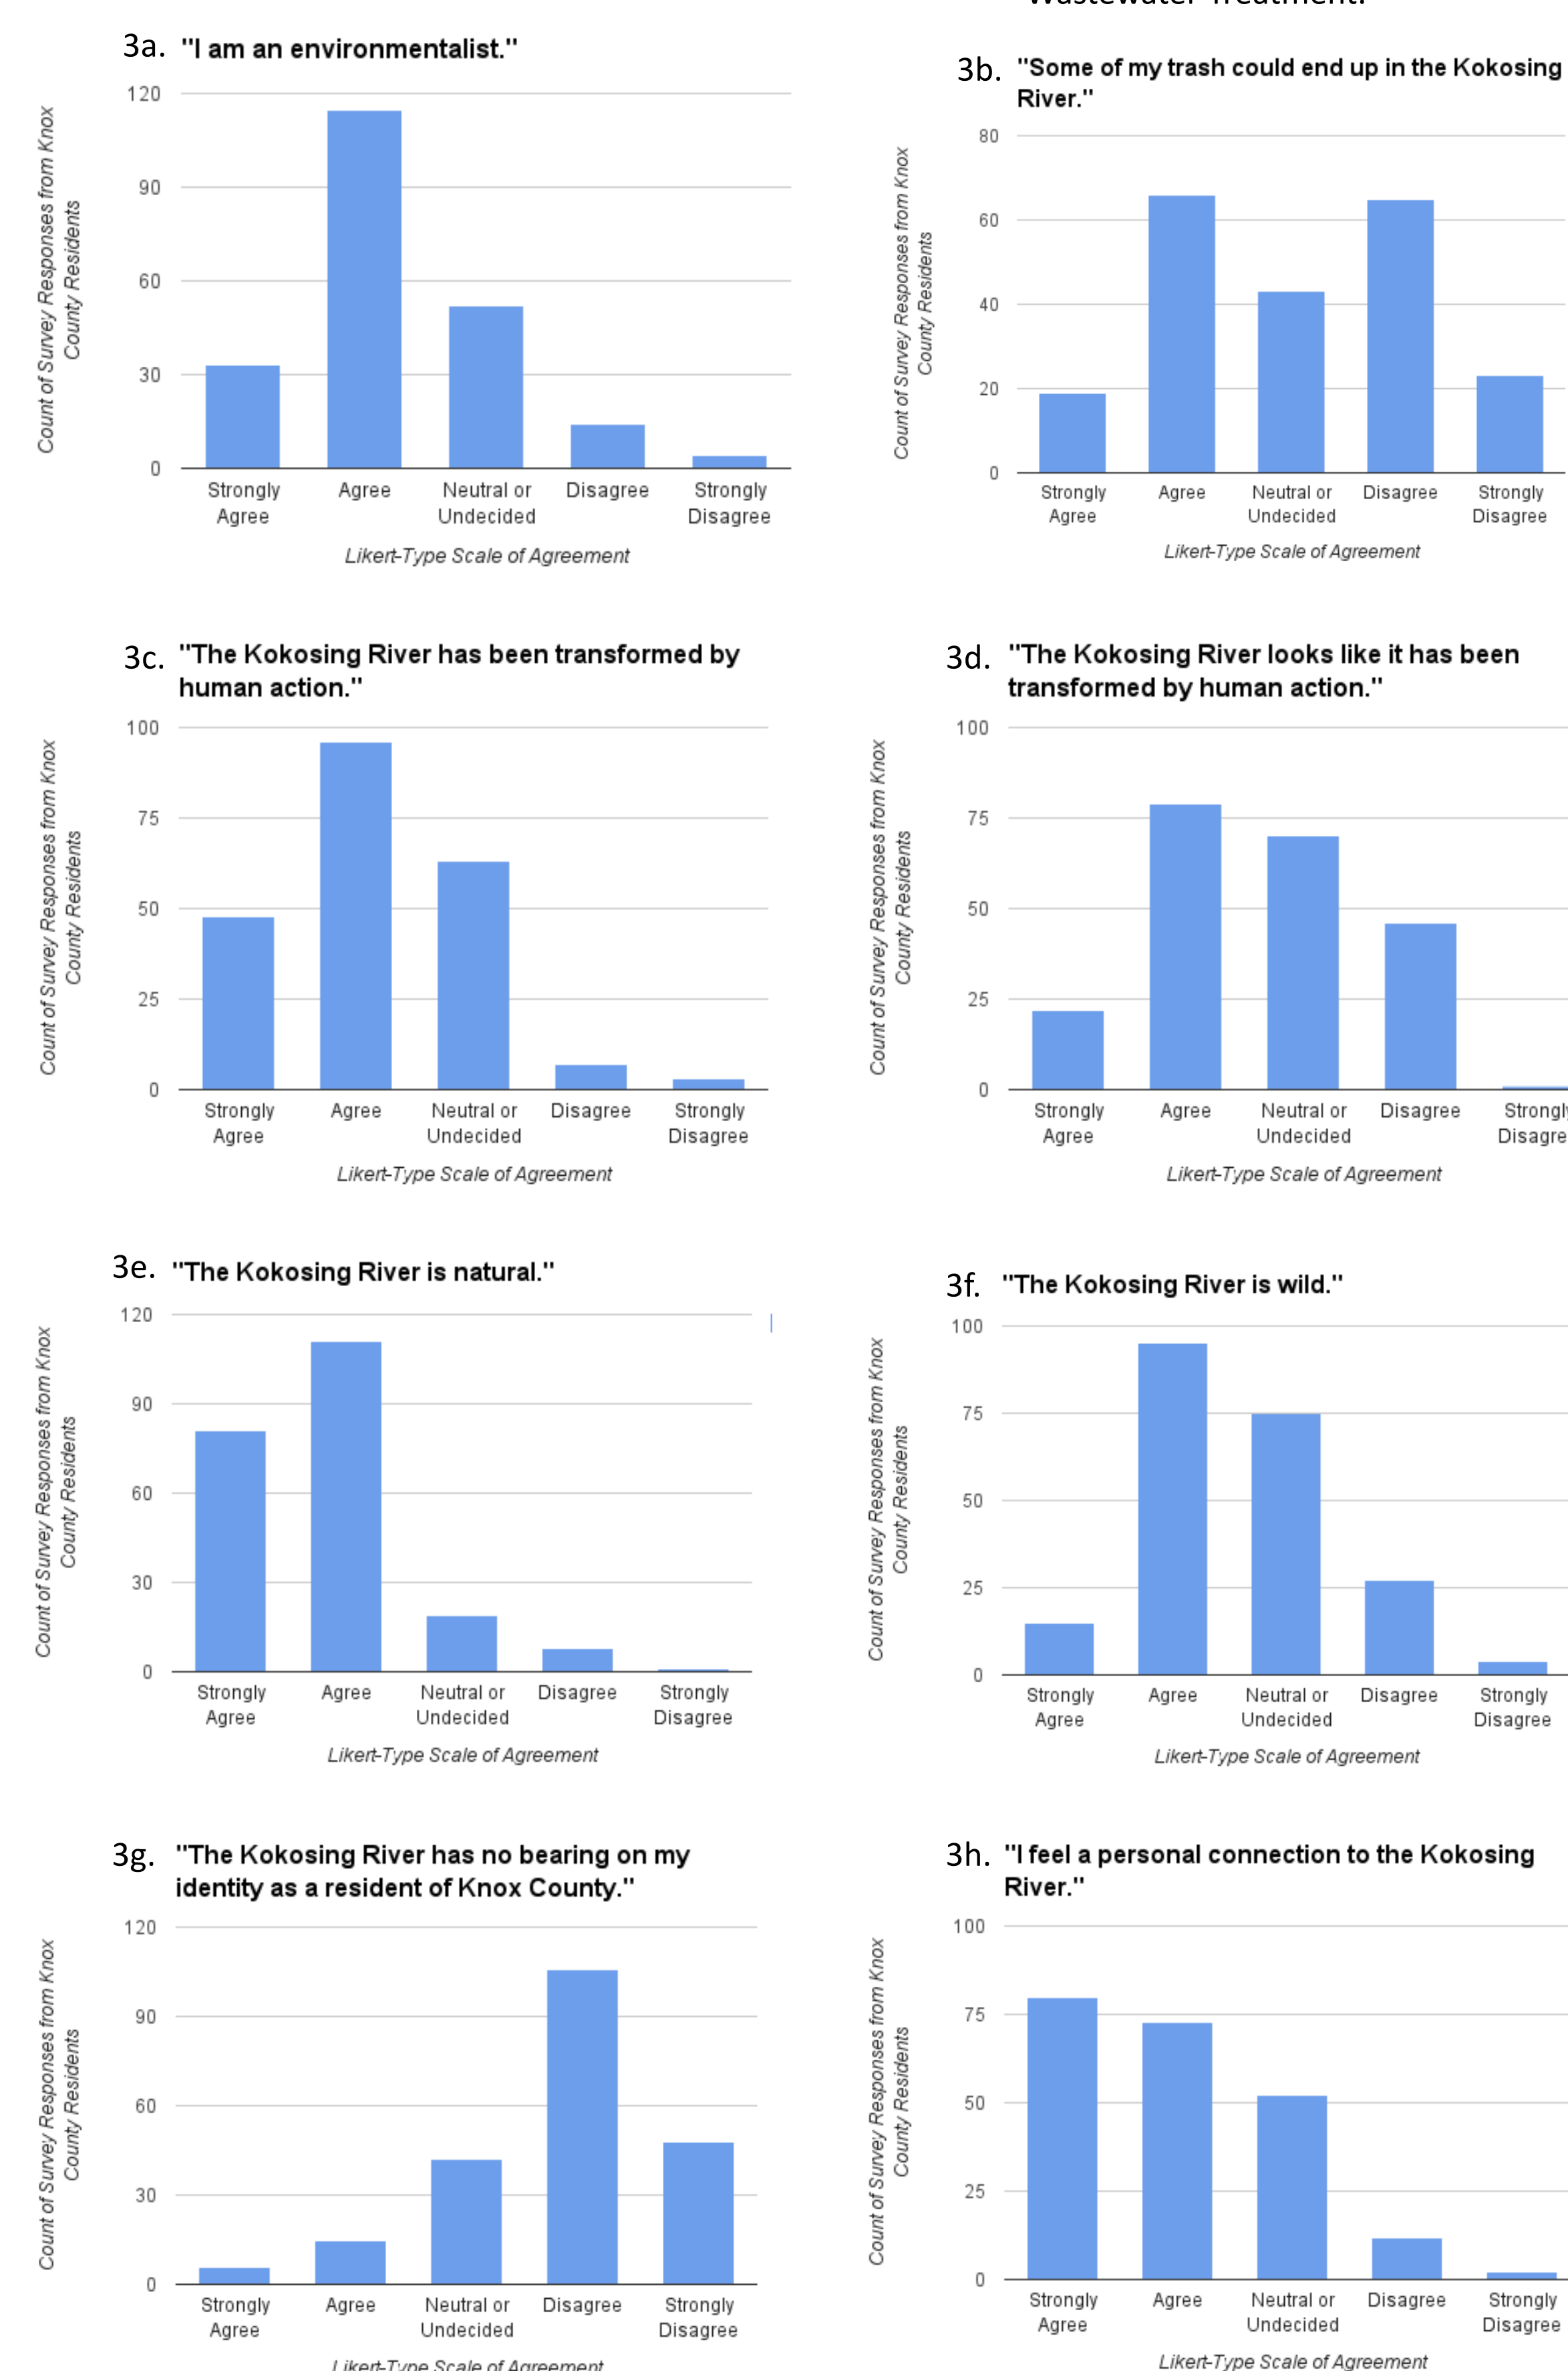 Wastewater Treatment.
3a. "I am an environmentalist."
120
90
60
30
0
Count of Survey Responses from Knox
County Residents
Strongly Agree
Agree
Neutral or Undecided
Disagree
Strongly Disagree
Likert-Type Scale of Agreement
3b. "Some of my trash could end up in the Kokosing
River."
80
60
40
20
0
Count of Survey Responses from Knox
County Residents
Strongly Agree
Agree
Neutral or Undecided
Disagree
Strongly Disagree
Likert-Type Scale of Agreement
3c. "The Kokosing River has been transformed by
human action."
100
75
50
25
0
Count of Survey Responses from Knox
County Residents
Strongly Agree
Agree
Neutral or Undecided
Disagree
Strongly Disagree
Likert-Type Scale of Agreement
3d. "The Kokosing River looks like it has been
transformed by human action."
100
75
50
25
0
Count of Survey Responses from Knox
County Residents
Strongly Agree
Agree
Neutral or Undecided
Disagree
Strongly Disagre
Likert-Type Scale of Agreement
3e. "The Kokosing River is natural."
120
90
60
30
0
Count of Survey Responses from Knox
County Residents
Strongly Agree
Agree
Neutral or Undecided
Disagree
Strongly Disagree
Likert-Type Scale of Agreement
3f. "The Kokosing River is wild."
100
75
50
25
0
Count of Survey Responses from Knox
County Residents
Strongly Agree
Agree
Neutral or Undecided
Disagree
Strongly Disagree
Likert-Type Scale of Agreement
3g. "The Kokosing River has no bearing on my
identity as a resident of Knox County."
120
90
60
30
0
Count of Survey Responses from Knox
County Residents
Strongly Agree
Agree
Neutral or Undecided
Disagree
Strongly Disagree
Likert-Type Scale of Agreement
3h. "I feel a personal connection to the Kokosing
River."
100
75
50
25
0
Count of Survey Responses from Knox
County Residents
Strongly Agree
Agree
Neutral or Undecided
Disagree
Strongly Disagree
Likert-Type Scale of Agreement